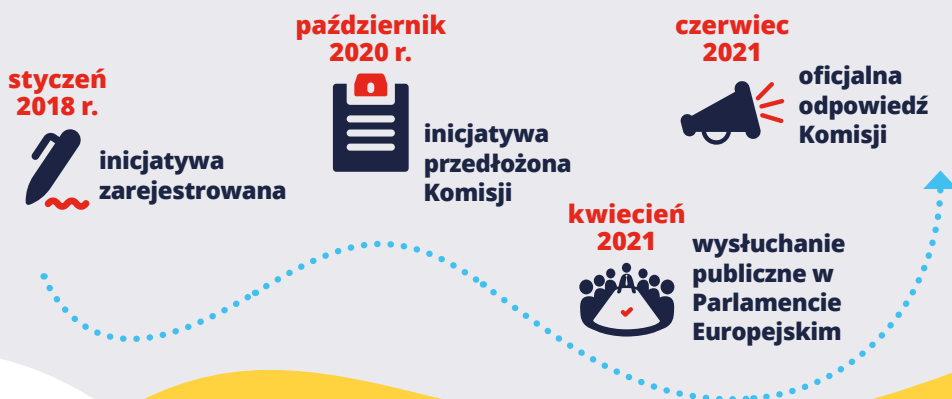 styczeń
2018 r.
inicjatywa
zarejestrowana
październik
2020 r.
inicjatywa
przedłożona
Komisji
kwiecień
2021
wysłuchanie
publiczne w
Parlamencie
Europejskim
czerwiec
2021
oficjalna
odpowiedź
Komisji